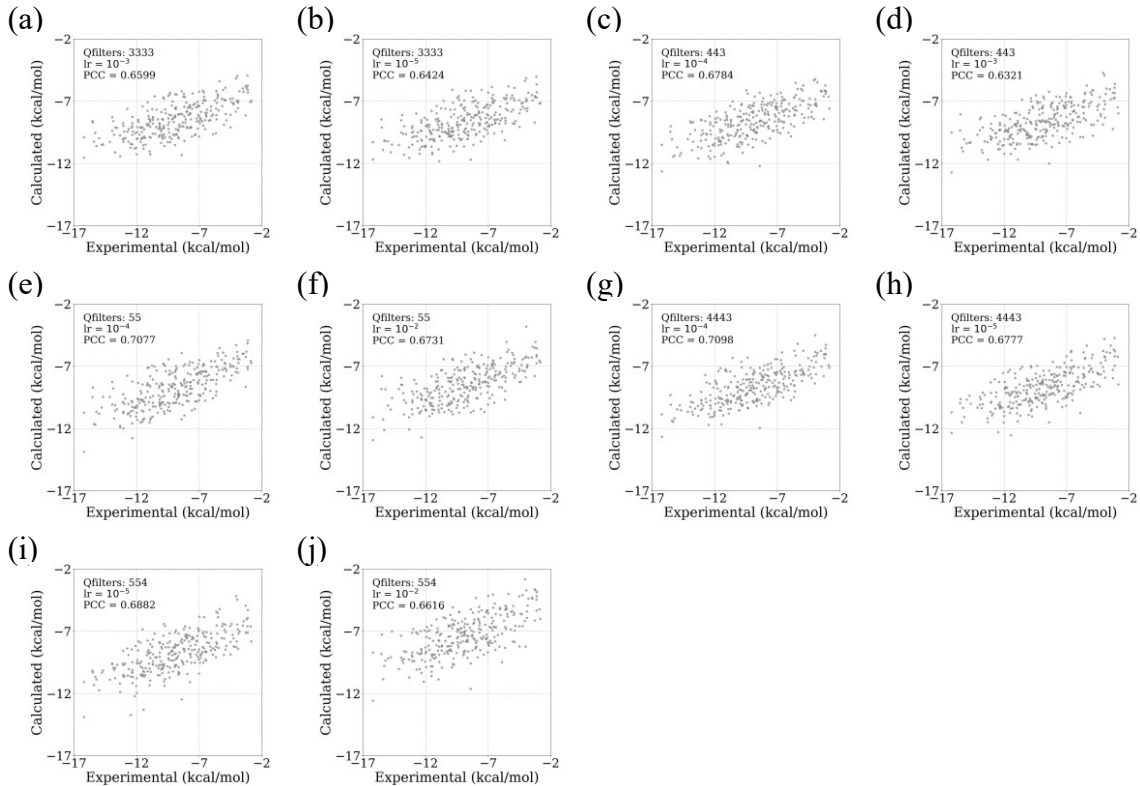 (a)
−2
Qfilters: 3333
lr = 10⁻³
PCC = 0.6599
−7
−12
−17
−17 −12 −7 −2
Calculated (kcal/mol)
Experimental (kcal/mol)
(b)
−2
Qfilters: 3333
lr = 10⁻⁵
PCC = 0.6424
−7
−12
−17
−17 −12 −7 −2
Calculated (kcal/mol)
Experimental (kcal/mol)
(c)
−2
Qfilters: 443
lr = 10⁻⁴
PCC = 0.6784
−7
−12
−17
−17 −12 −7 −2
Calculated (kcal/mol)
Experimental (kcal/mol)
(d)
−2
Qfilters: 443
lr = 10⁻³
PCC = 0.6321
−7
−12
−17
−17 −12 −7 −2
Calculated (kcal/mol)
Experimental (kcal/mol)
(e)
−2
Qfilters: 55
lr = 10⁻⁴
PCC = 0.7077
−7
−12
−17
−17 −12 −7 −2
Calculated (kcal/mol)
Experimental (kcal/mol)
(f)
−2
Qfilters: 55
lr = 10⁻²
PCC = 0.6731
−7
−12
−17
−17 −12 −7 −2
Calculated (kcal/mol)
Experimental (kcal/mol)
(g)
−2
Qfilters: 4443
lr = 10⁻⁴
PCC = 0.7098
−7
−12
−17
−17 −12 −7 −2
Calculated (kcal/mol)
Experimental (kcal/mol)
(h)
−2
Qfilters: 4443
lr = 10⁻⁵
PCC = 0.6777
−7
−12
−17
−17 −12 −7 −2
Calculated (kcal/mol)
Experimental (kcal/mol)
(i)
−2
Qfilters: 554
lr = 10⁻⁵
PCC = 0.6882
−7
−12
−17
−17 −12 −7 −2
Calculated (kcal/mol)
Experimental (kcal/mol)
(j)
−2
Qfilters: 554
lr = 10⁻²
PCC = 0.6616
−7
−12
−17
−17 −12 −7 −2
Calculated (kcal/mol)
Experimental (kcal/mol)